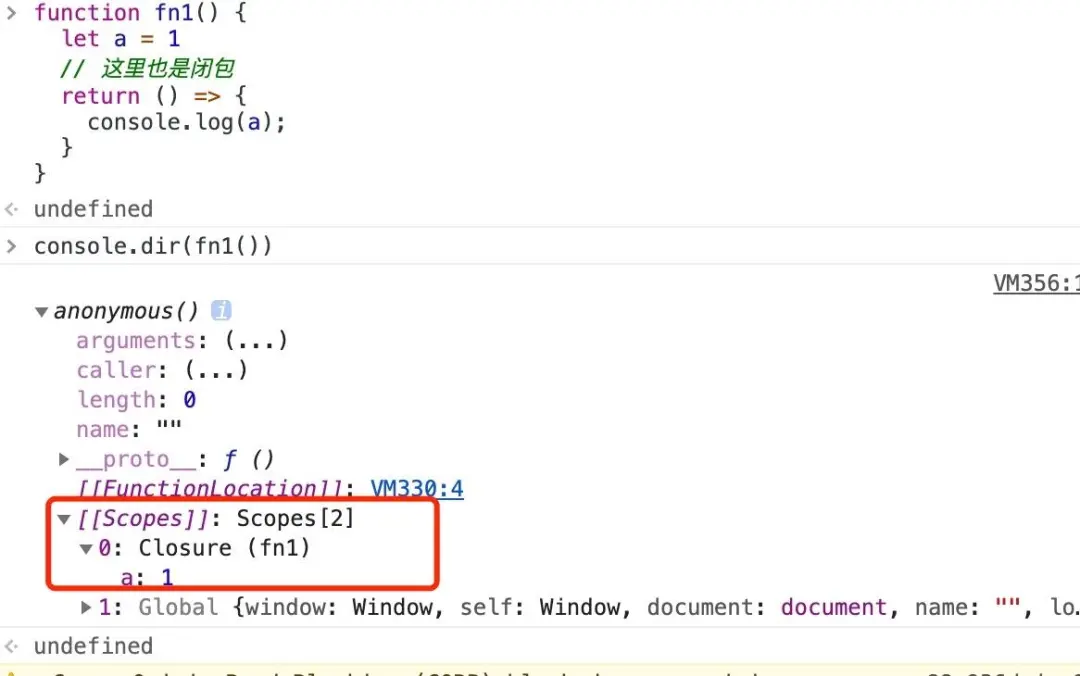 function fn1() {
let a = 1
// 这里也是闭包
return () => {
console.log(a);
}
}
undefined
console.dir(fn1())
VM356:1
anonymous() i
arguments: (...)
caller: (...)
length: 0
name: ""
__proto__: ƒ ()
[[FunctionLocation]]: VM330:4
[[Scopes]]: Scopes[2]
0: Closure (fn1)
a: 1
1: Global {window: Window, self: Window, document: document, name: "", lo…
undefined